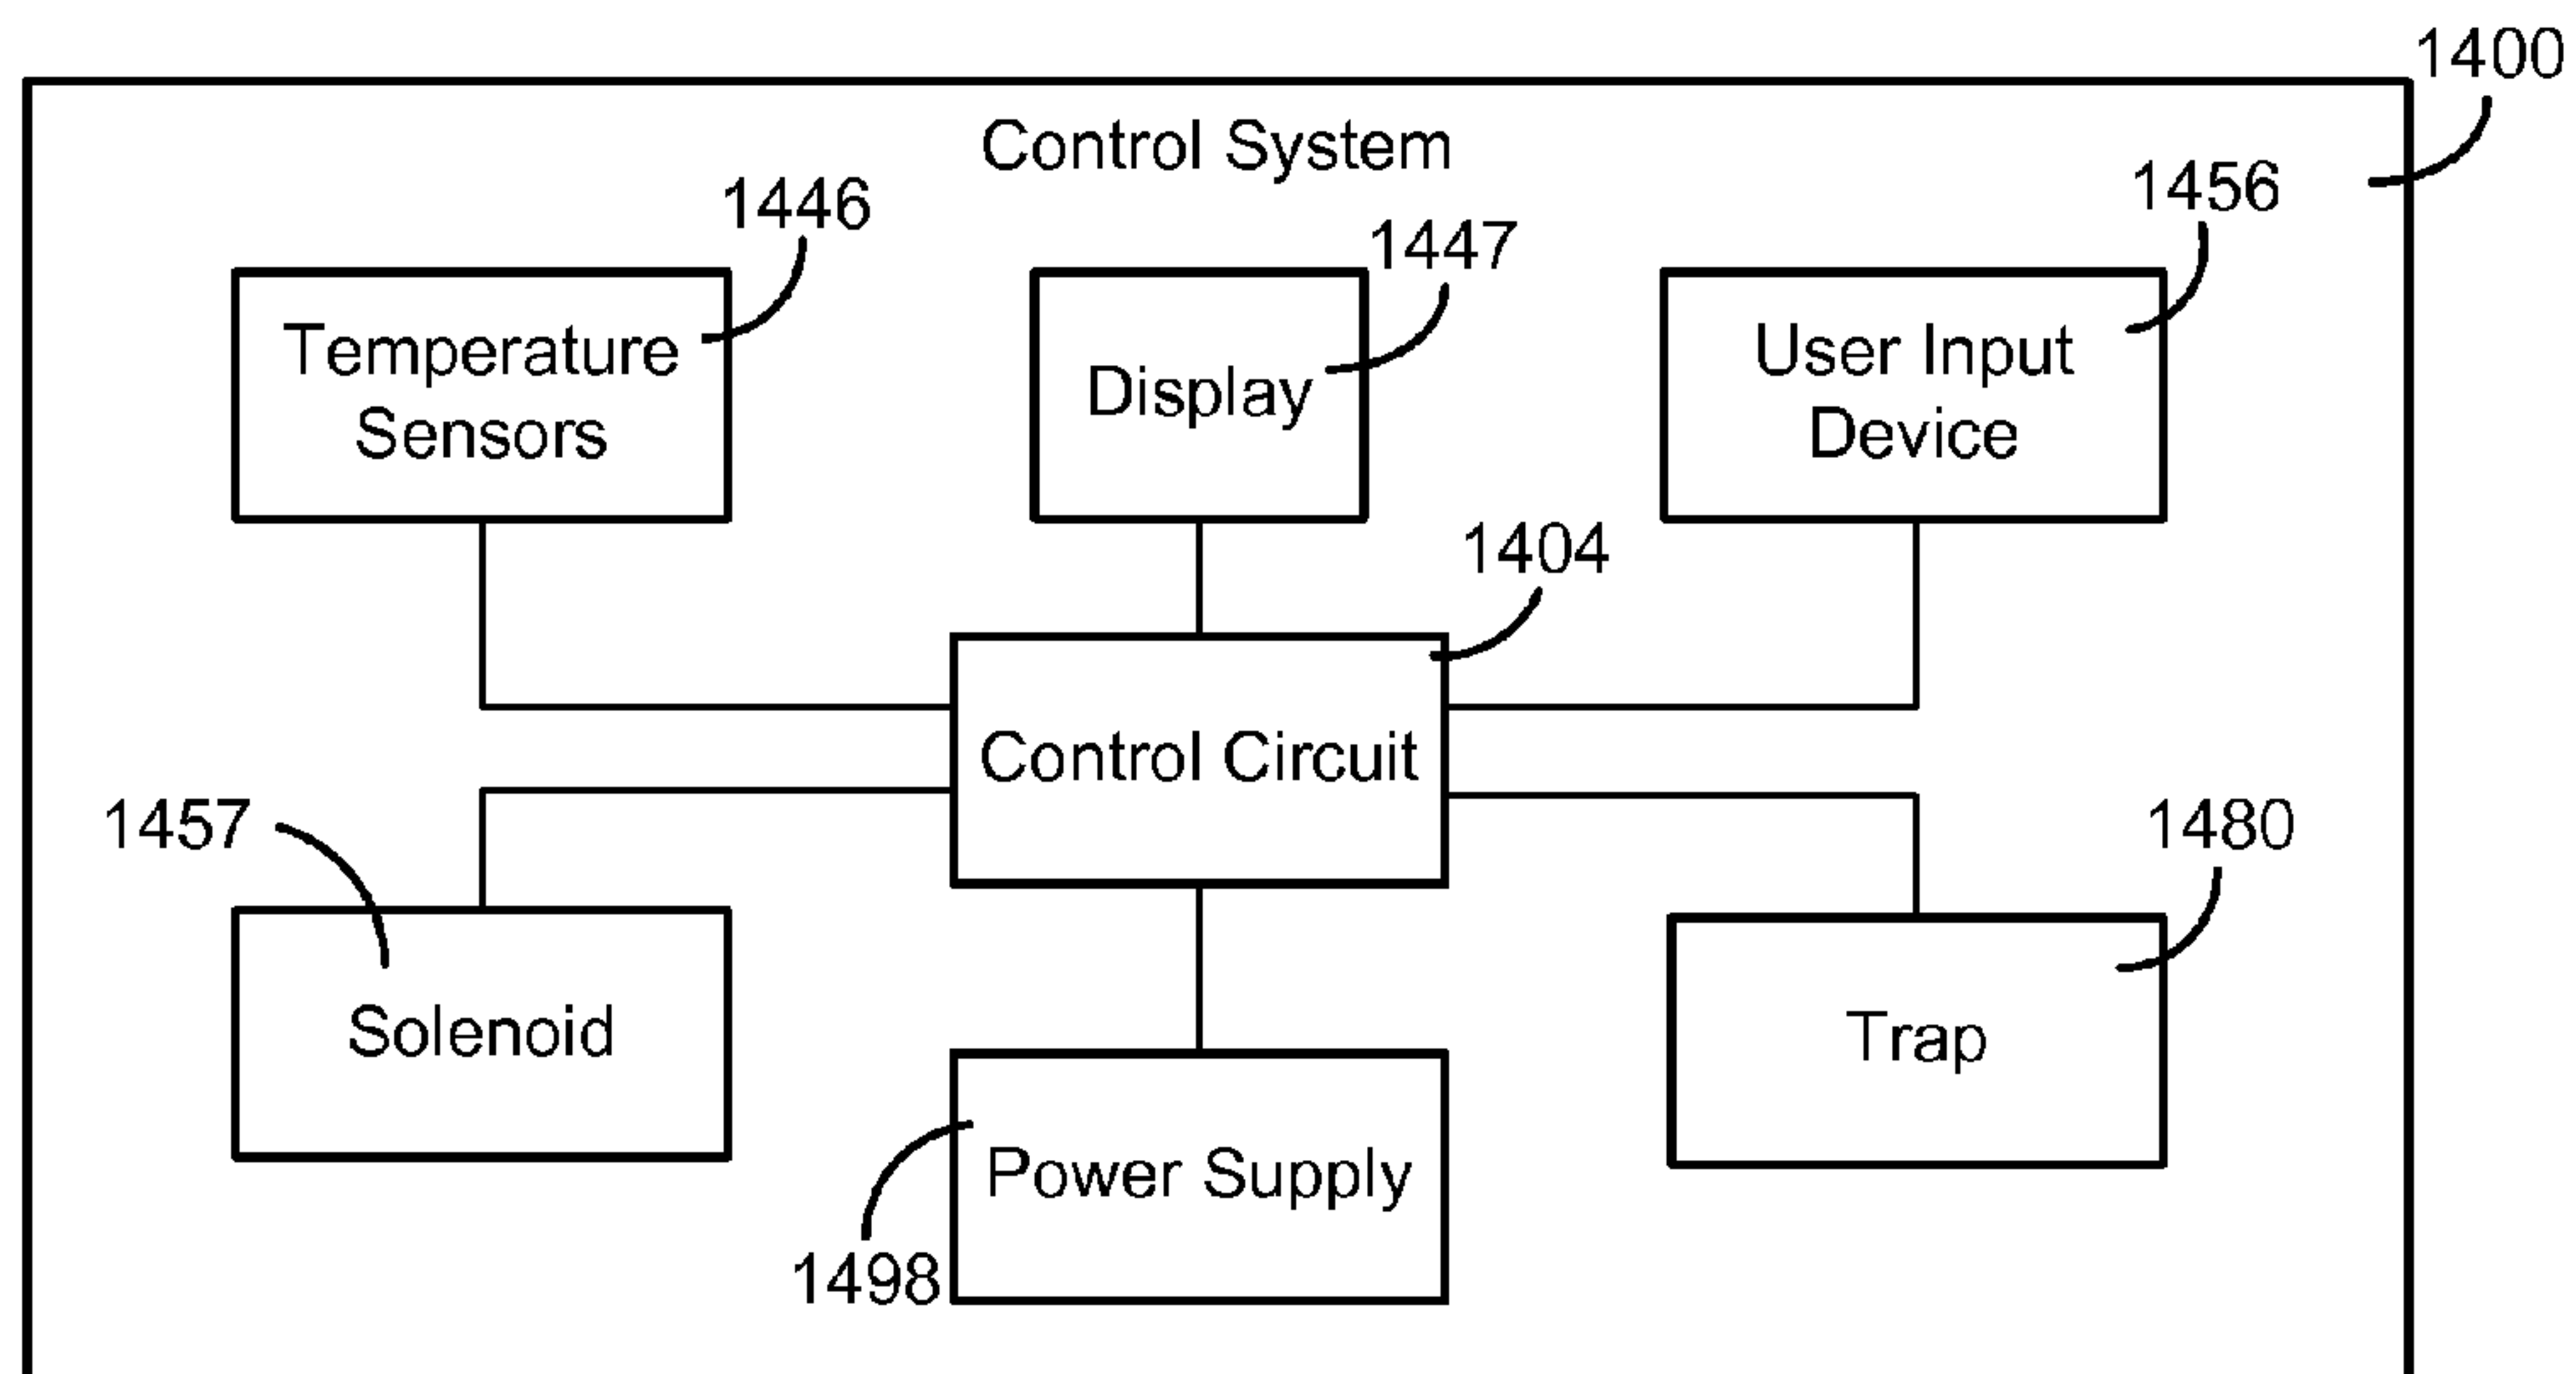 1400
Control System
1446
1447
1456
Temperature
Sensors
Display
User Input
Device
1404
Control Circuit
1457
1480
Solenoid
Trap
Power Supply
1498